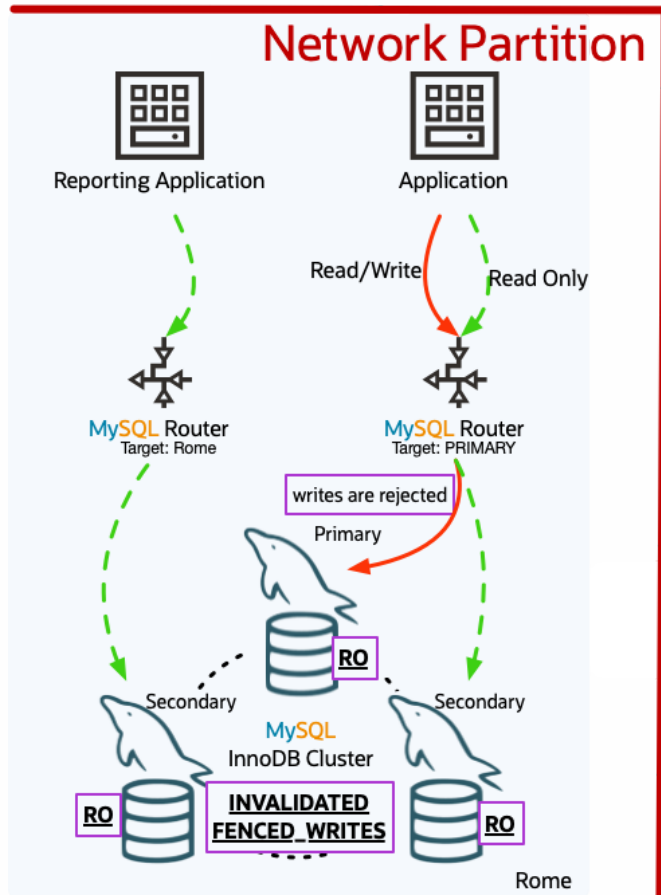 Network Partition
Reporting Application
Application
Read/Write
Read Only
MySQL Router
Target: Rome
MySQL Router
Target: PRIMARY
writes are rejected
Primary
RO
Secondary
Secondary
MySQL
InnoDB Cluster
RO
INVALIDATED
FENCED_WRITES
RO
Rome